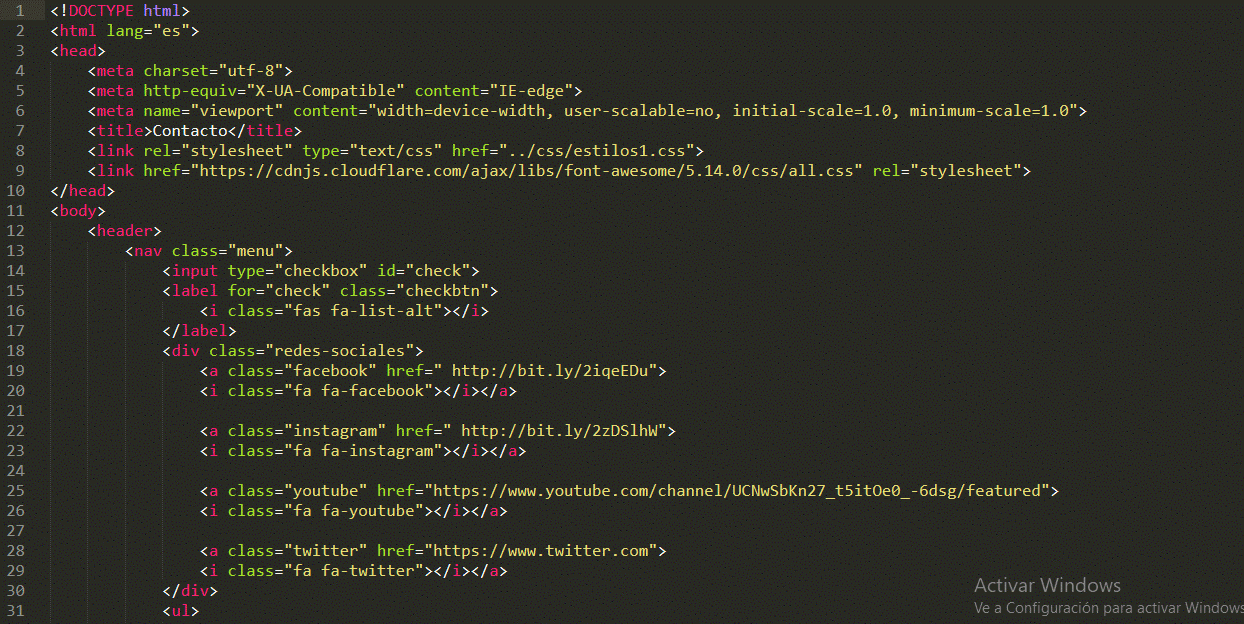 1 <!DOCTYPE html>
2 <html lang="es">
3 <head>
4     <meta charset="utf-8">
5     <meta http-equiv="X-UA-Compatible" content="IE-edge">
6     <meta name="viewport" content="width=device-width, user-scalable=no, initial-scale=1.0, minimum-scale=1.0">
7     <title>Contacto</title>
8     <link rel="stylesheet" type="text/css" href="../css/estilos1.css">
9     <link href="https://cdnjs.cloudflare.com/ajax/libs/font-awesome/5.14.0/css/all.css" rel="stylesheet">
10 </head>
11 <body>
12     <header>
13         <nav class="menu">
14             <input type="checkbox" id="check">
15             <label for="check" class="checkbtn">
16                 <i class="fas fa-list-alt"></i>
17             </label>
18             <div class="redes-sociales">
19                 <a class="facebook" href=" http://bit.ly/2iqeEDu">
20                 <i class="fa fa-facebook"></i></a>
21
22                 <a class="instagram" href=" http://bit.ly/2zDSlhW">
23                 <i class="fa fa-instagram"></i></a>
24
25                 <a class="youtube" href="https://www.youtube.com/channel/UCNwSbKn27_t5itOe0_-6dsg/featured">
26                 <i class="fa fa-youtube"></i></a>
27
28                 <a class="twitter" href="https://www.twitter.com">
29                 <i class="fa fa-twitter"></i></a>
30             </div>
31             <ul>
Activar Windows
Ve a Configuración para activar Windows